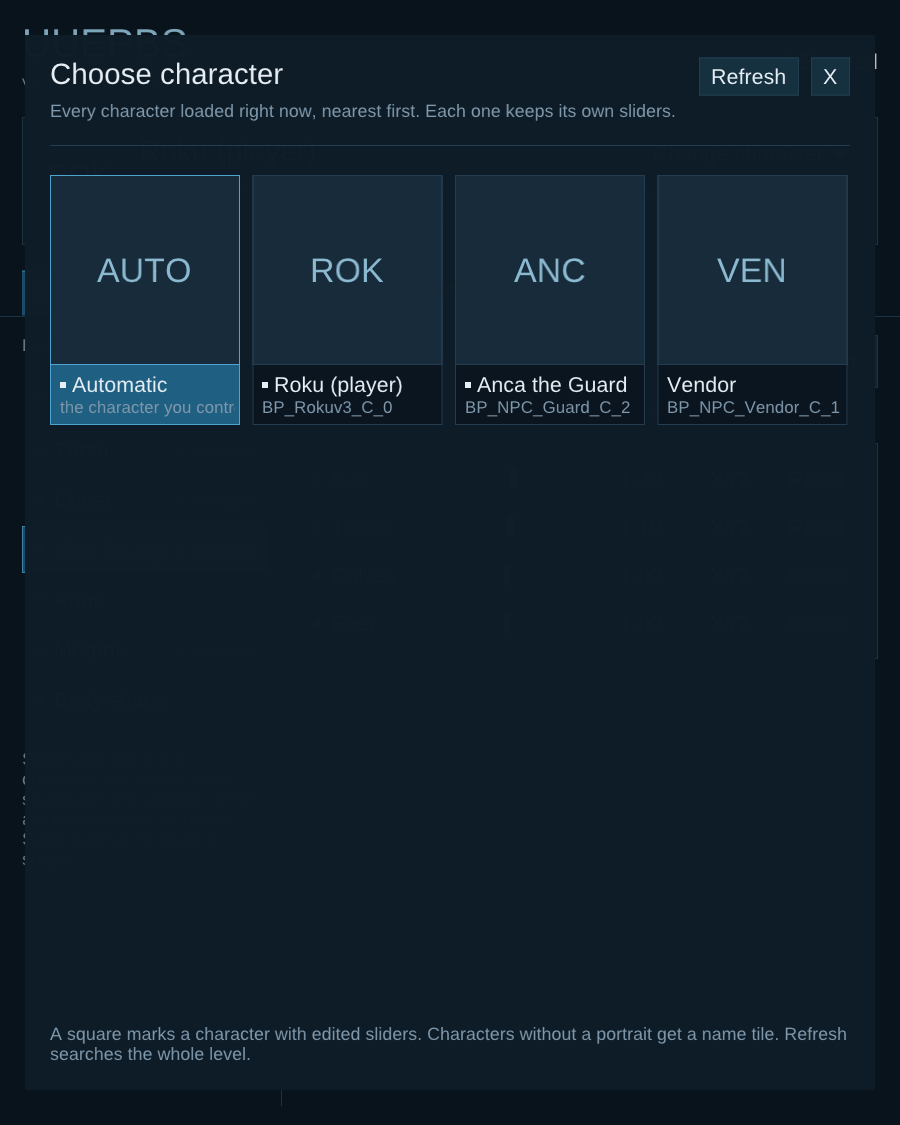 Choose character
Refresh
X
Every character loaded right now, nearest first. Each one keeps its own sliders.
AUTO
ROK
ANC
VEN
Automatic
Roku (player)
Anca the Guard
Vendor
the character you contr
BP_Rokuv3_C_0
BP_NPC_Guard_C_2
BP_NPC_Vendor_C_1
A square marks a character with edited sliders. Characters without a portrait get a name tile. Refresh
searches the whole level.